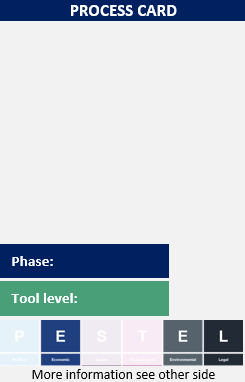 PROCESS CARD
Phase:
Tool level:
P E S T E L
Economic Environmental Legal
More information see other side